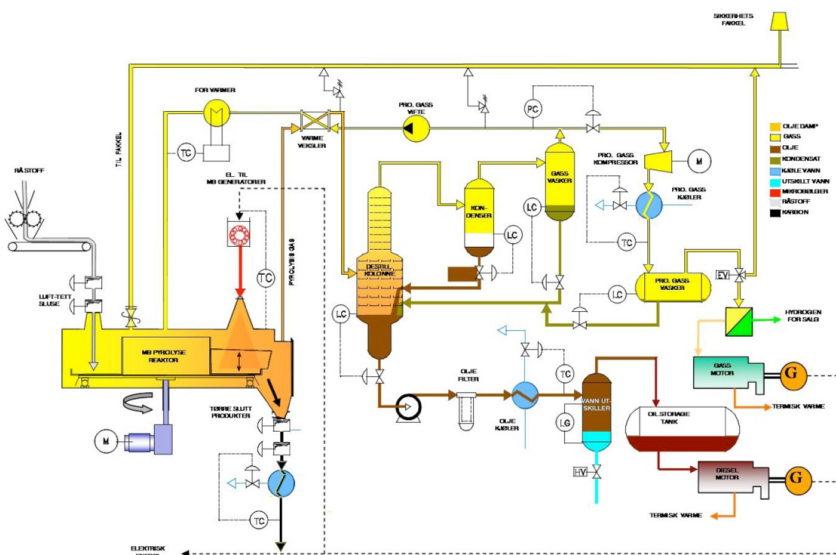 SIKKERHETS
FAKKEL
FOR VARMER
TC
TIL FAKKEL
VARME
VEKSLER
PRO. GASS
VIFTE
PC
PRO. GASS
KOMPRESSOR
M
OLJE DAMP
GASS
OLJE
KONDENSAT
KJØLE VANN
UTSKILT VANN
MIKROBØLGER
RÅSTOFF
KARBON
RÅSTOFF
EL. TIL
MB GENERATORER
TC
PYROLYSIS GAS
KON-
DENSER
LC
GASS
VASKER
LC
PRO. GASS
KJØLER
TC
DESTILL.
KOLONNE
LC
LC
PRO. GASS
VASKER
EV
HYDROGEN
FOR SALG
LUFT-TETT
SLUSE
MB PYROLYSE
REAKTOR
TØRRE SLUTT
PRODUKTER
M
TC
OLJE
FILTER
OLJE
KJØLER
TC
VANN UT-
SKILLER
LG
HV
OIL STORAGE
TANK
GASS
MOTOR
G
TERMISK VARME
DIESEL
MOTOR
G
TERMISK VARME
ELEKTRISK